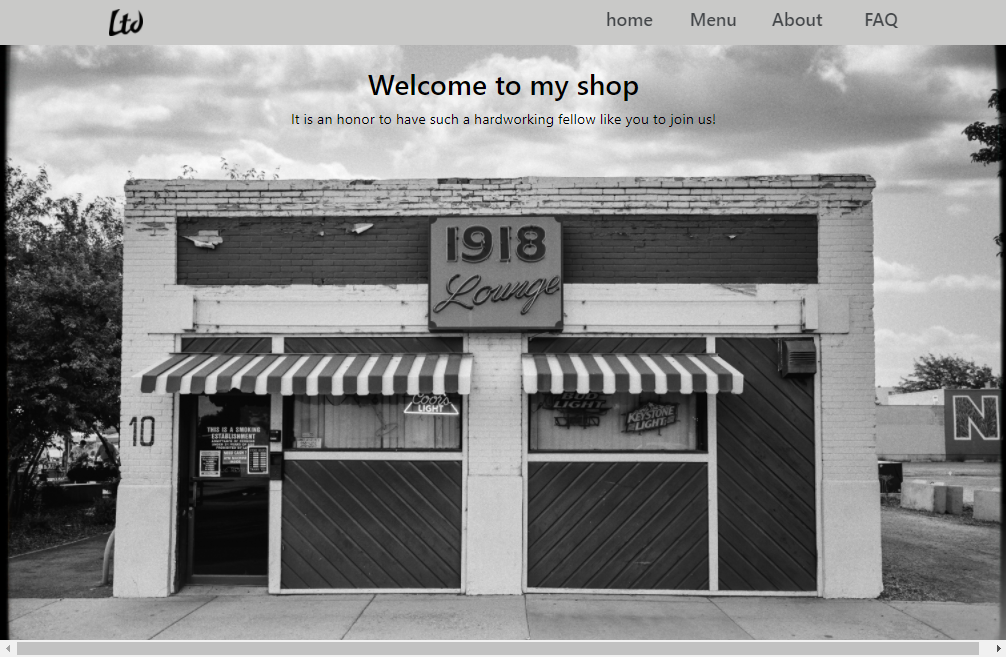 Ltd
home Menu About FAQ
Welcome to my shop
It is an honor to have such a hardworking fellow like you to join us!
1918
Lounge
Coors
LIGHT
BUD
LIGHT
KEYSTONE
LIGHT
10
THIS IS A SMOKING
ESTABLISHMENT
N